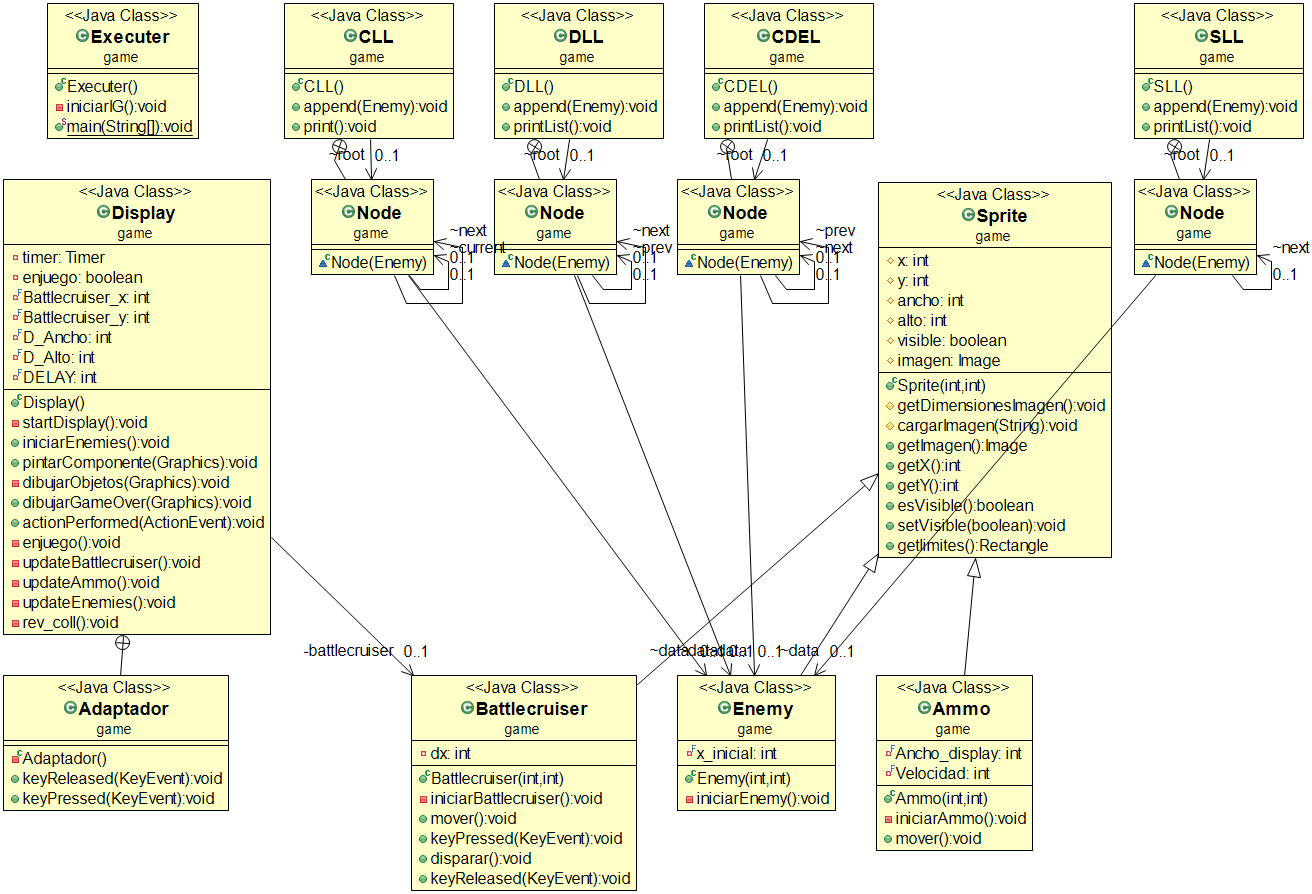 <<Java Class>>
Executer
game
Executer()
iniciarIG():void
main(String[]):void
<<Java Class>>
CLL
game
CLL()
append(Enemy):void
print():void
<<Java Class>>
DLL
game
DLL()
append(Enemy):void
printList():void
<<Java Class>>
CDEL
game
CDEL()
append(Enemy):void
printList():void
<<Java Class>>
SLL
game
SLL()
append(Enemy):void
printList():void
~root 0..1
~root 0..1
~root 0..1
~root 0..1
<<Java Class>>
Display
game
timer: Timer
enjuego: boolean
Battlecruiser_x: int
Battlecruiser_y: int
D_Ancho: int
D_Alto: int
DELAY: int
Display()
startDisplay():void
iniciarEnemies():void
pintarComponente(Graphics):void
dibujarObjetos(Graphics):void
dibujarGameOver(Graphics):void
actionPerformed(ActionEvent):void
enjuego():void
updateBattlecruiser():void
updateAmmo():void
updateEnemies():void
rev_coll():void
<<Java Class>>
Node
game
Node(Enemy)
~next
~current
0..1
0..1
<<Java Class>>
Node
game
Node(Enemy)
~next
~prev
0..1
0..1
<<Java Class>>
Node
game
Node(Enemy)
~prev
~next
0..1
0..1
<<Java Class>>
Sprite
game
x: int
y: int
ancho: int
alto: int
visible: boolean
imagen: Image
Sprite(int,int)
getDimensionesImagen():void
cargarImagen(String):void
getImagen():Image
getX():int
getY():int
esVisible():boolean
setVisible(boolean):void
getlimites():Rectangle
<<Java Class>>
Node
game
Node(Enemy)
~next
0..1
-battlecruiser 0..1
~data 0..1
~data 0..1
~data 0..1
~data 0..1
<<Java Class>>
Adaptador
game
Adaptador()
keyReleased(KeyEvent):void
keyPressed(KeyEvent):void
<<Java Class>>
Battlecruiser
game
dx: int
Battlecruiser(int,int)
iniciarBattlecruiser():void
mover():void
keyPressed(KeyEvent):void
disparar():void
keyReleased(KeyEvent):void
<<Java Class>>
Enemy
game
x_inicial: int
Enemy(int,int)
iniciarEnemy():void
<<Java Class>>
Ammo
game
Ancho_display: int
Velocidad: int
Ammo(int,int)
iniciarAmmo():void
mover():void